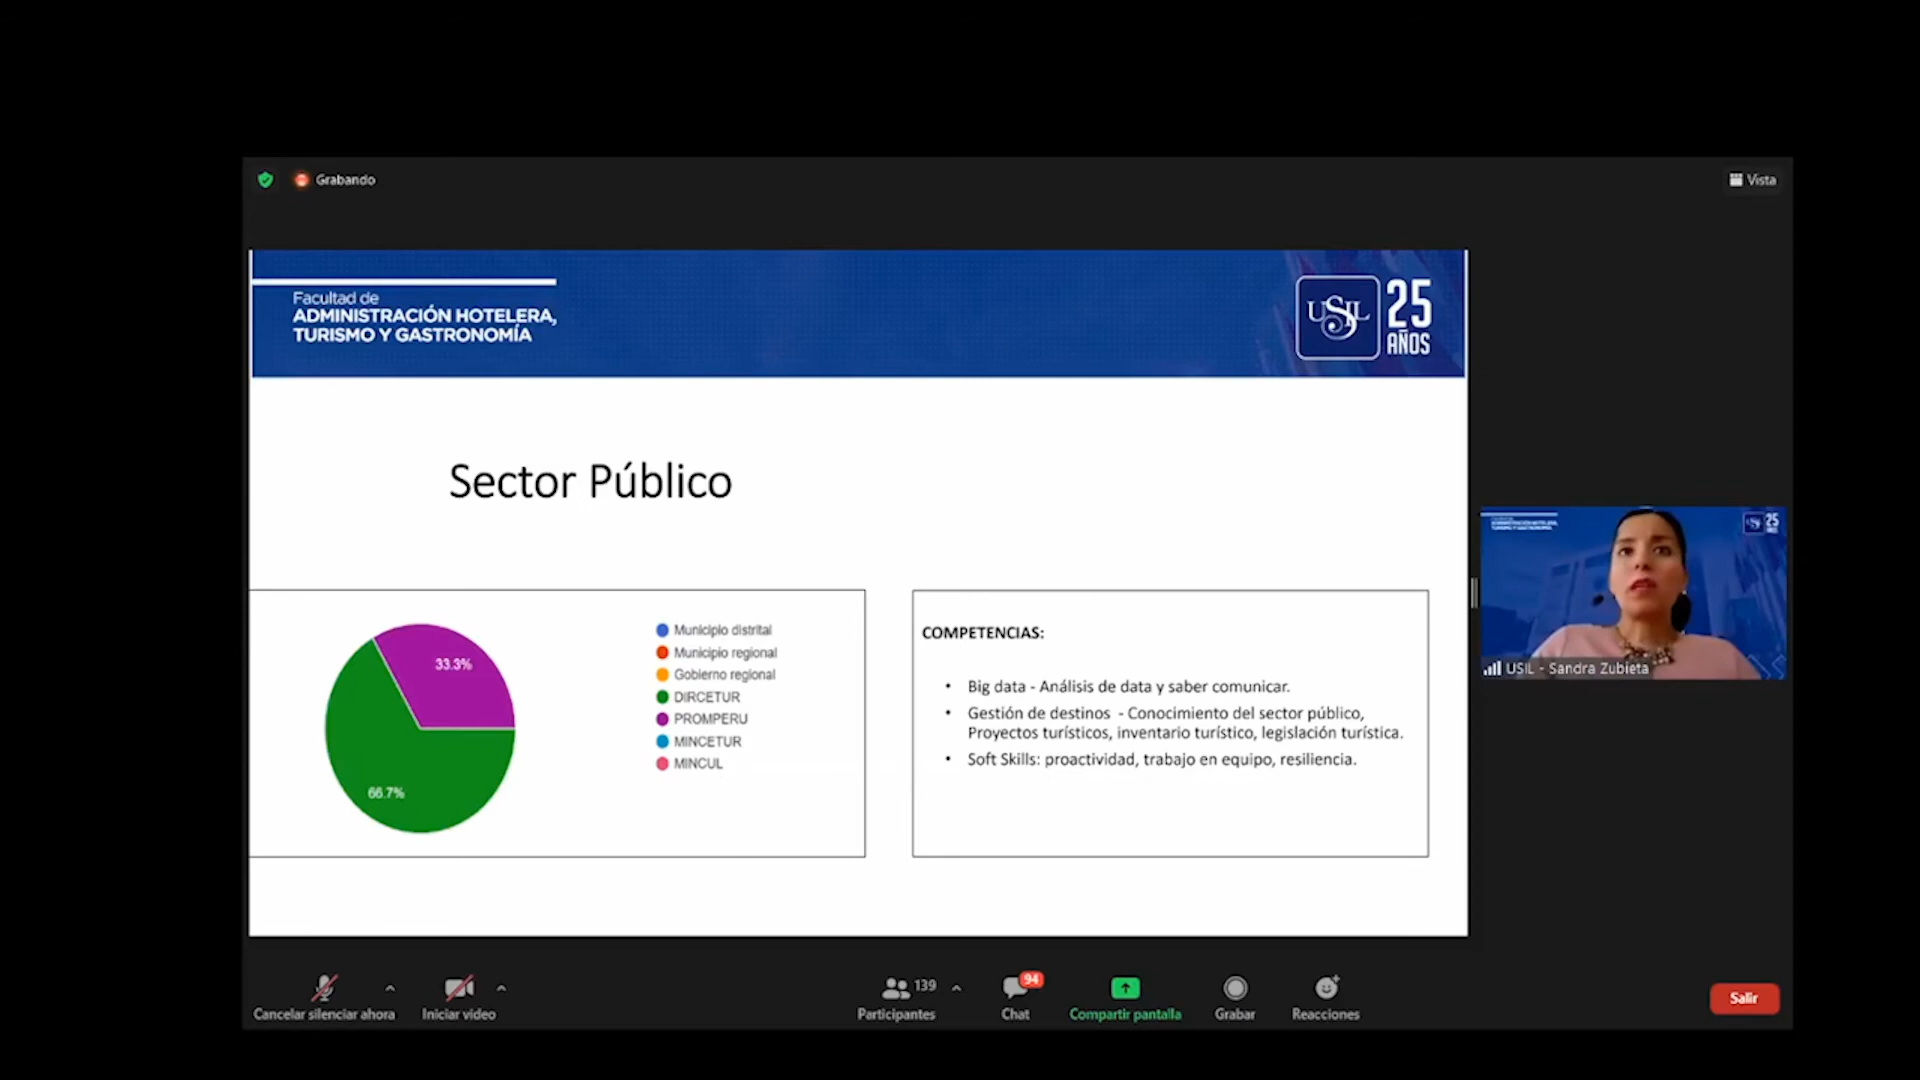 Grabando
Vista
Facultad de
ADMINISTRACIÓN HOTELERA,
TURISMO Y GASTRONOMÍA
USIL
25
AÑOS
Sector Público
33.3%
66.7%
Municipio distrital
Municipio regional
Gobierno regional
DIRCETUR
PROMPERU
MINCETUR
MINCUL
COMPETENCIAS:
• Big data - Análisis de data y saber comunicar.
• Gestión de destinos - Conocimiento del sector público,
Proyectos turísticos, inventario turístico, legislación turística.
• Soft Skills: proactividad, trabajo en equipo, resiliencia.
25
USIL - Sandra Zubieta
Cancelar silenciar ahora
Iniciar video
139
Participantes
94
Chat
Compartir pantalla
Grabar
Reacciones
Salir